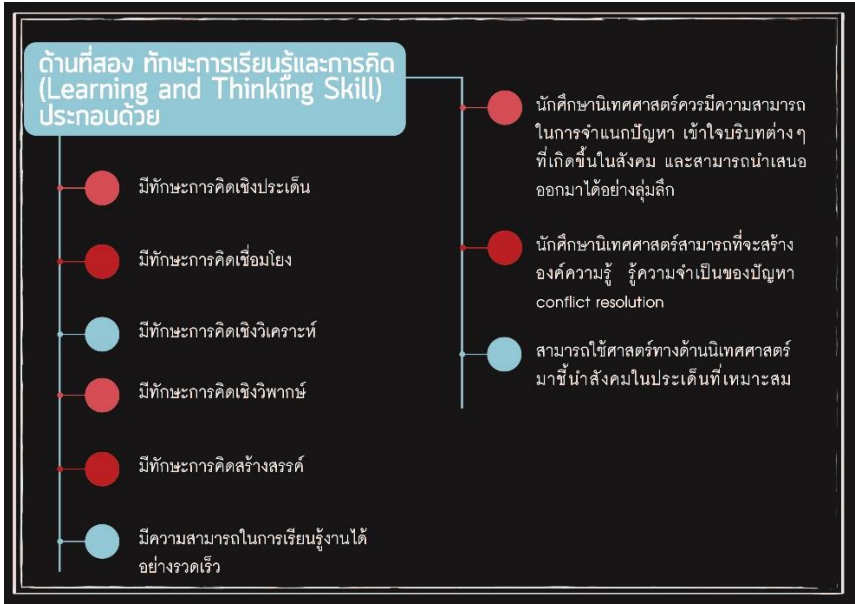 ด้านที่สอง ทักษะการเรียนรู้และการคิด
(Learning and Thinking Skill)
ประกอบด้วย
มีทักษะการคิดเชิงประเด็น
มีทักษะการคิดเชื่อมโยง
มีทักษะการคิดเชิงวิเคราะห์
มีทักษะการคิดเชิงวิพากษ์
มีทักษะการคิดสร้างสรรค์
มีความสามารถในการเรียนรู้งานได้
อย่างรวดเร็ว
นักศึกษานิเทศศาสตร์ควรมีความสามารถ
ในการจำแนกปัญหา เข้าใจบริบทต่างๆ
ที่เกิดขึ้นในสังคม และสามารถนำเสนอ
ออกมาได้อย่างลุ่มลึก
นักศึกษานิเทศศาสตร์สามารถที่จะสร้าง
องค์ความรู้ รู้ความจำเป็นของปัญหา
conflict resolution
สามารถใช้ศาสตร์ทางด้านนิเทศศาสตร์
มาชี้นำสังคมในประเด็นที่เหมาะสม